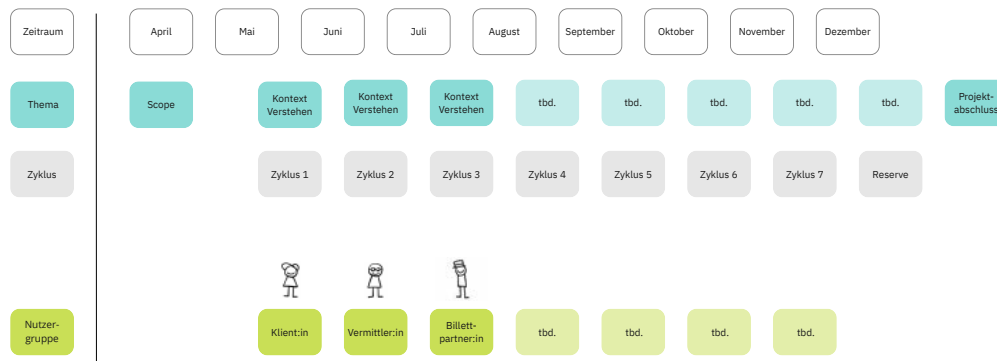 Zeitraum
April
Mai
Juni
Juli
August
September
Oktober
November
Dezember
Thema
Scope
Kontext
Verstehen
Kontext
Verstehen
Kontext
Verstehen
tbd.
tbd.
tbd.
tbd.
tbd.
Projekt-
abschluss
Zyklus
Zyklus 1
Zyklus 2
Zyklus 3
Zyklus 4
Zyklus 5
Zyklus 6
Zyklus 7
Reserve
Nutzer-
gruppe
Klient:in
Vermittler:in
Billett-
partner:in
tbd.
tbd.
tbd.
tbd.